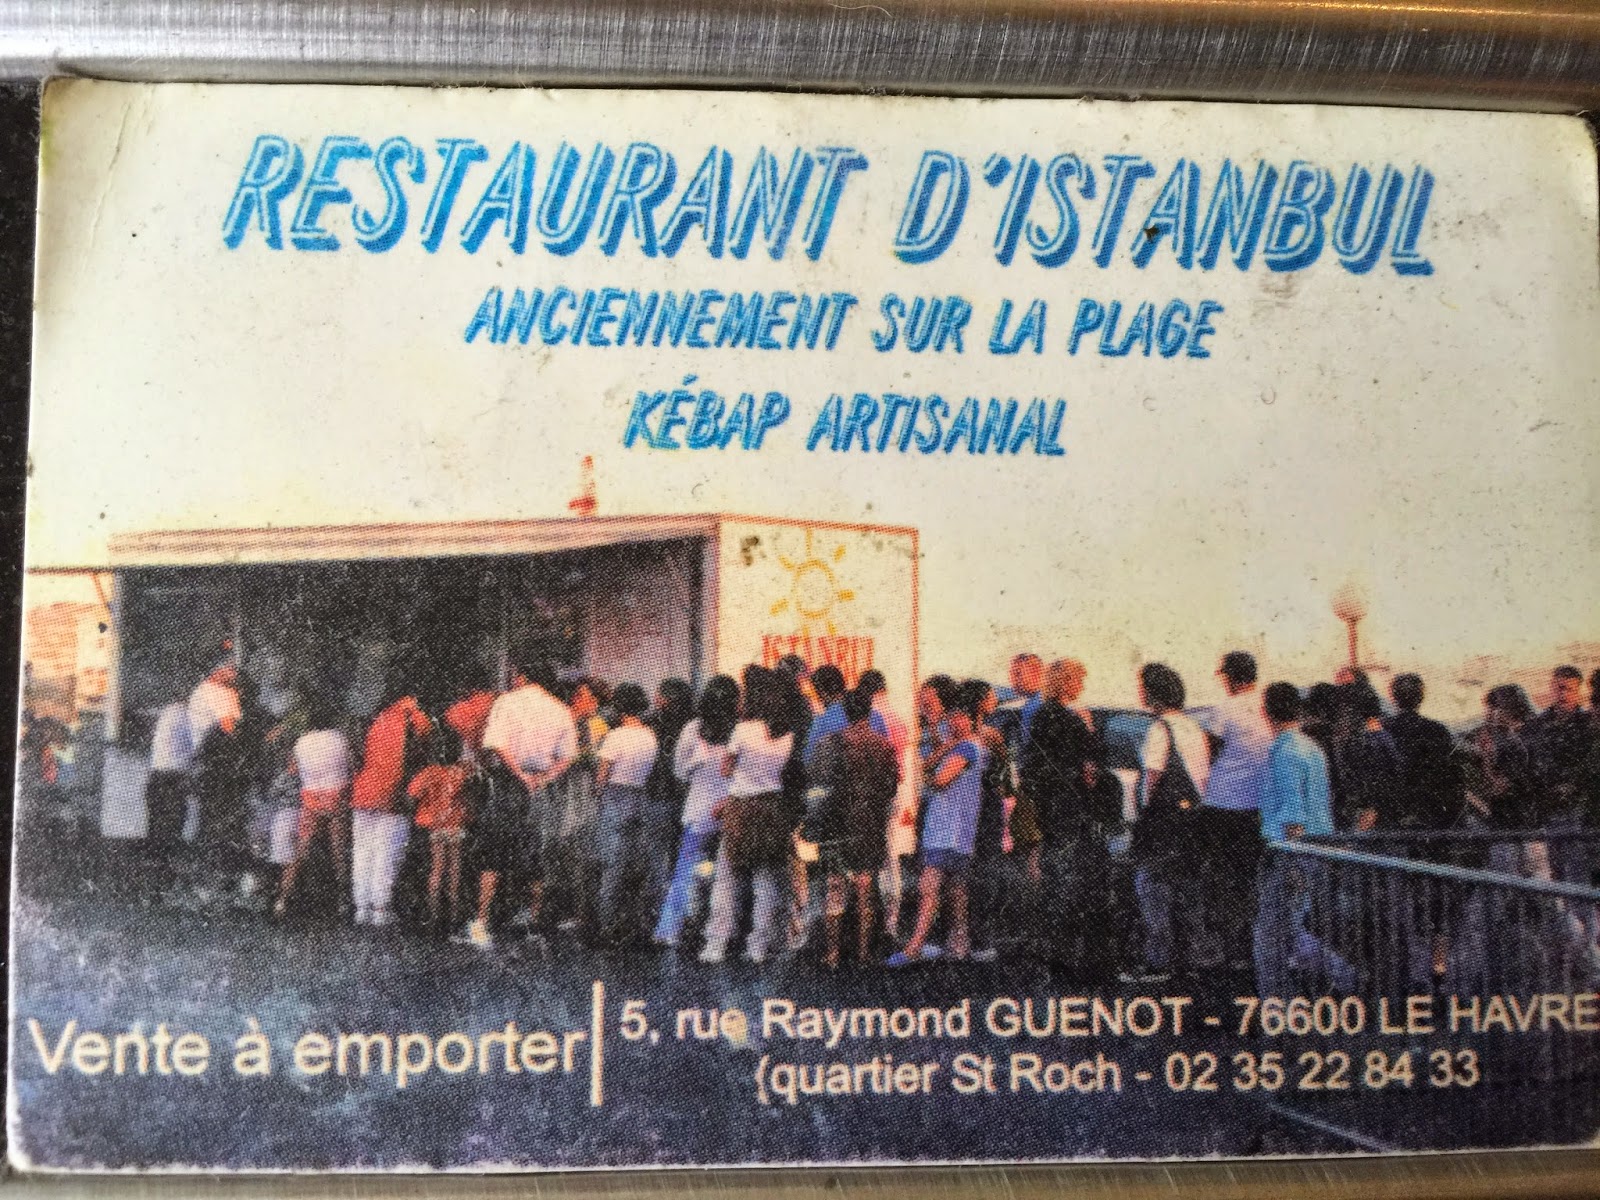 RESTAURANT D'ISTANBUL
ANCIENNEMENT SUR LA PLAGE
KÉBAP ARTISANAL
ISTANBUL
Vente à emporter
5, rue Raymond GUENOT - 76600 LE HAVRE
(quartier St Roch - 02 35 22 84 33